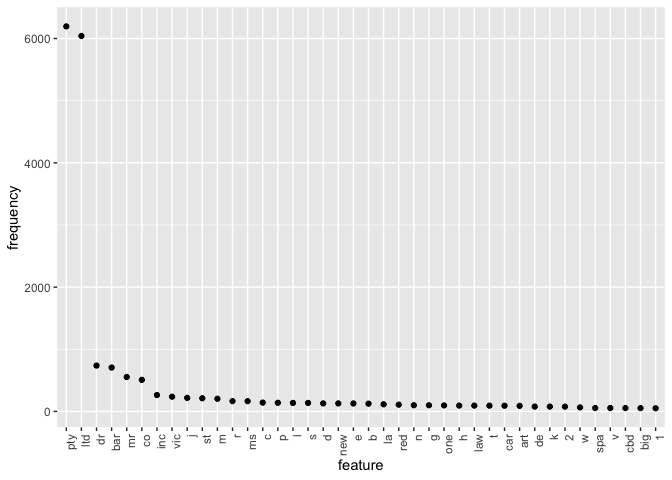 6000
4000
2000
0
frequency
pty ltd dr bar mr co inc vic j st m r ms c p l s d new e b la red n g one h law t car art de k 2 w spa v cbd big 1
feature